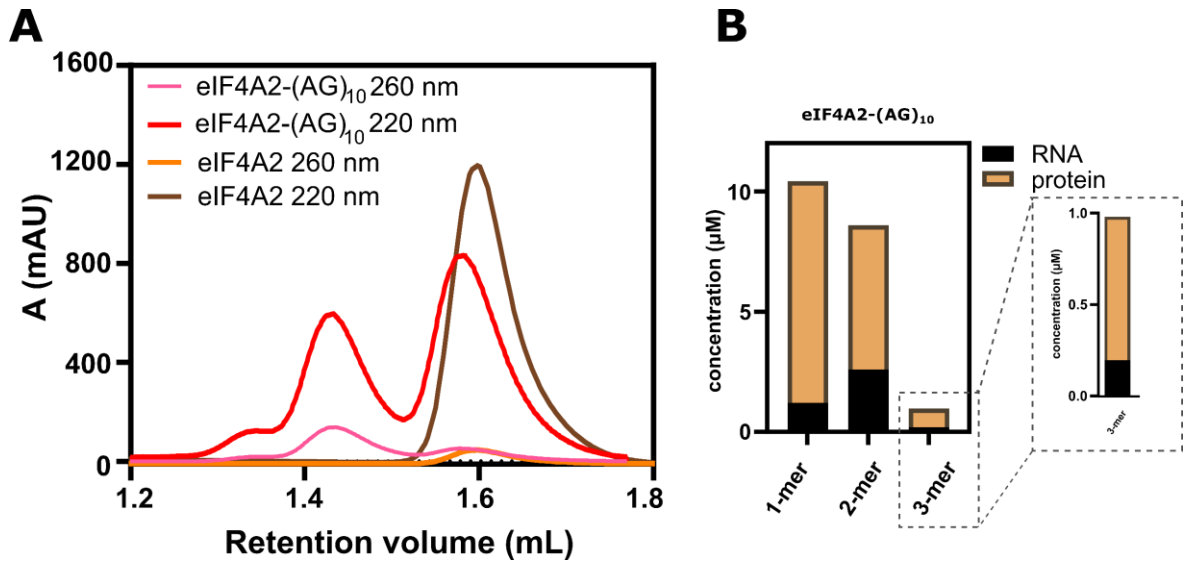 A
A (mAU)
1600
1200
800
400
0
eIF4A2-(AG)10 260 nm
eIF4A2-(AG)10 220 nm
eIF4A2 260 nm
eIF4A2 220 nm
1.2
1.4
1.6
1.8
Retention volume (mL)
B
eIF4A2-(AG)10
RNA
protein
concentration (µM)
10
5
0
1-mer
2-mer
3-mer
concentration (µM)
1.0
0.5
0.0
3-mer